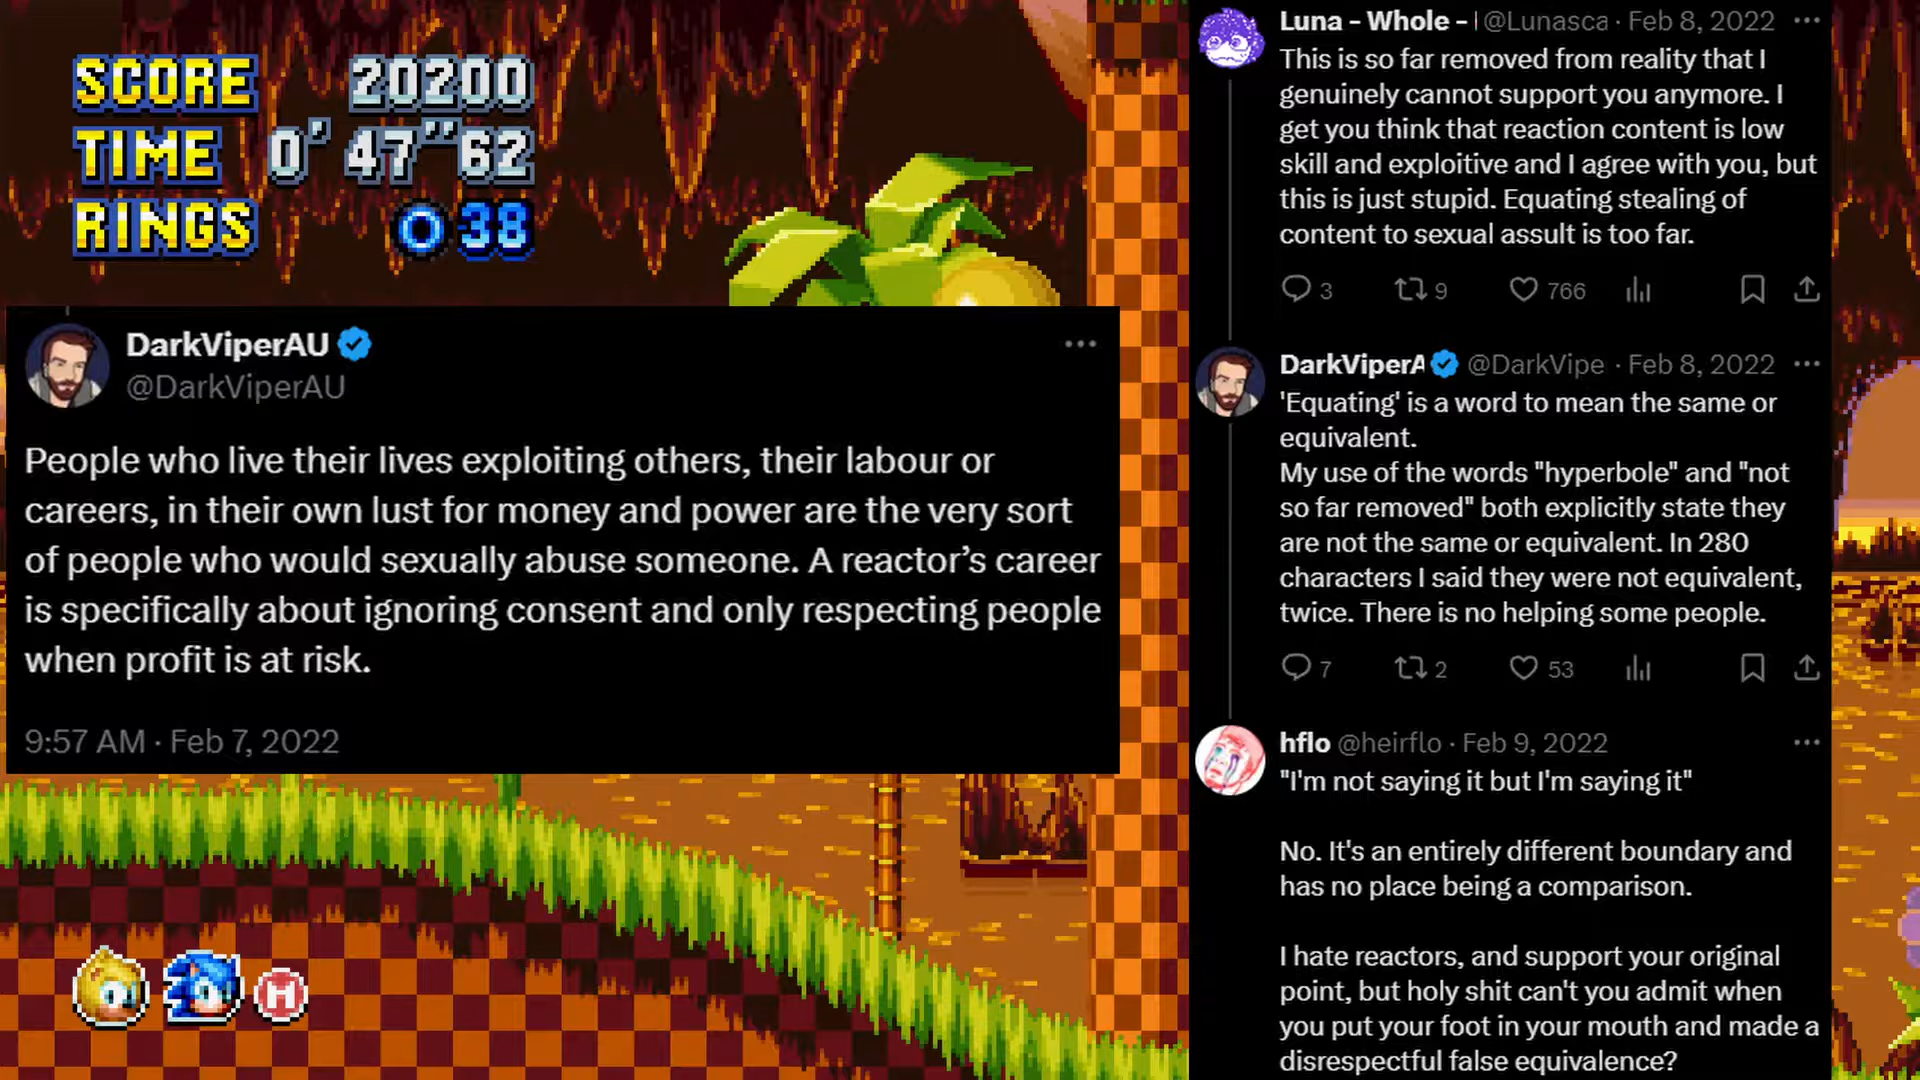 SCORE 20200
TIME 0'47"62
RINGS 38
DarkViperAU
@DarkViperAU
People who live their lives exploiting others, their labour or
careers, in their own lust for money and power are the very sort
of people who would sexually abuse someone. A reactor’s career
is specifically about ignoring consent and only respecting people
when profit is at risk.
9:57 AM · Feb 7, 2022
H
Luna - Whole - @Lunasca · Feb 8, 2022
This is so far removed from reality that I
genuinely cannot support you anymore. I
get you think that reaction content is low
skill and exploitive and I agree with you, but
this is just stupid. Equating stealing of
content to sexual assult is too far.
3 9 766
DarkViperA @DarkVipe · Feb 8, 2022
'Equating' is a word to mean the same or
equivalent.
My use of the words "hyperbole" and "not
so far removed" both explicitly state they
are not the same or equivalent. In 280
characters I said they were not equivalent,
twice. There is no helping some people.
7 2 53
hflo @heirflo · Feb 9, 2022
"I'm not saying it but I'm saying it"
No. It's an entirely different boundary and
has no place being a comparison.
I hate reactors, and support your original
point, but holy shit can't you admit when
you put your foot in your mouth and made a
disrespectful false equivalence?